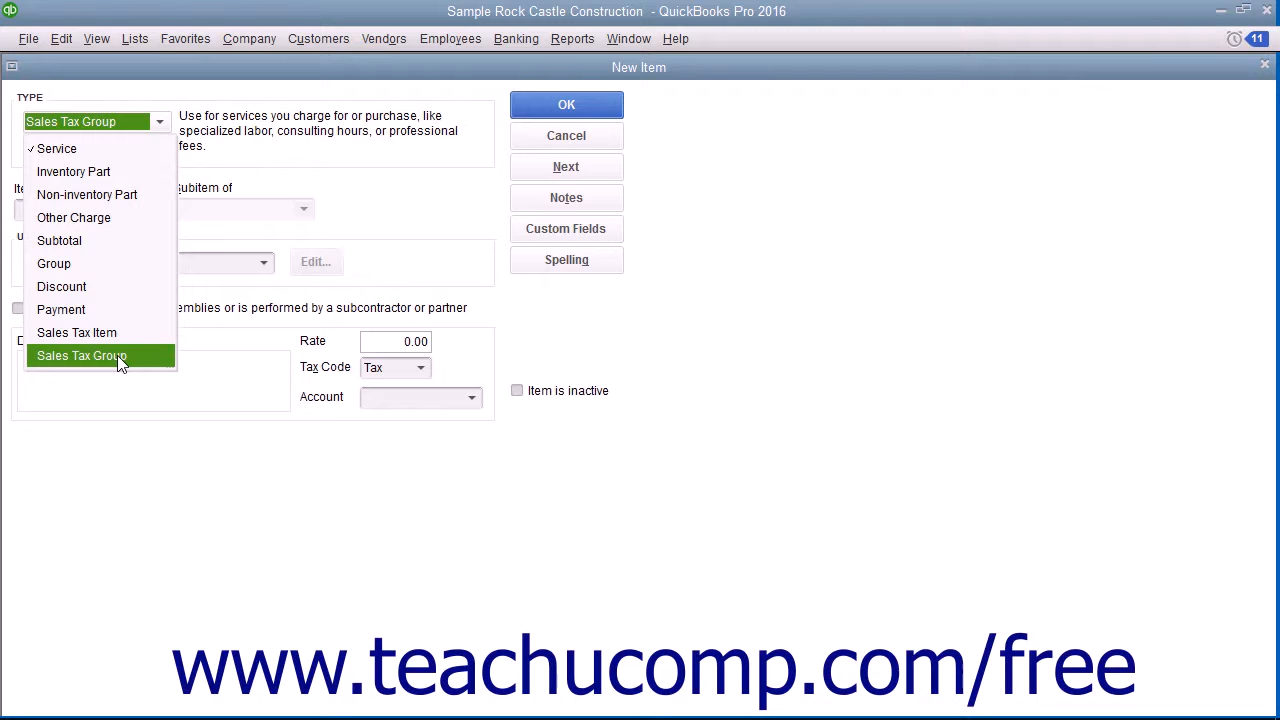 qb
Sample Rock Castle Construction - QuickBooks Pro 2016
File Edit View Lists Favorites Company Customers Vendors Employees Banking Reports Window Help
11
New Item
TYPE
Sales Tax Group
Use for services you charge for or purchase, like
specialized labor, consulting hours, or professional
fees.
✓ Service
Inventory Part
Non-inventory Part
Other Charge
Subtotal
Group
Discount
Payment
Sales Tax Item
Sales Tax Group
Subitem of
Edit...
emblies or is performed by a subcontractor or partner
Rate 0.00
Tax Code Tax
Account
OK
Cancel
Next
Notes
Custom Fields
Spelling
Item is inactive
www.teachucomp.com/free